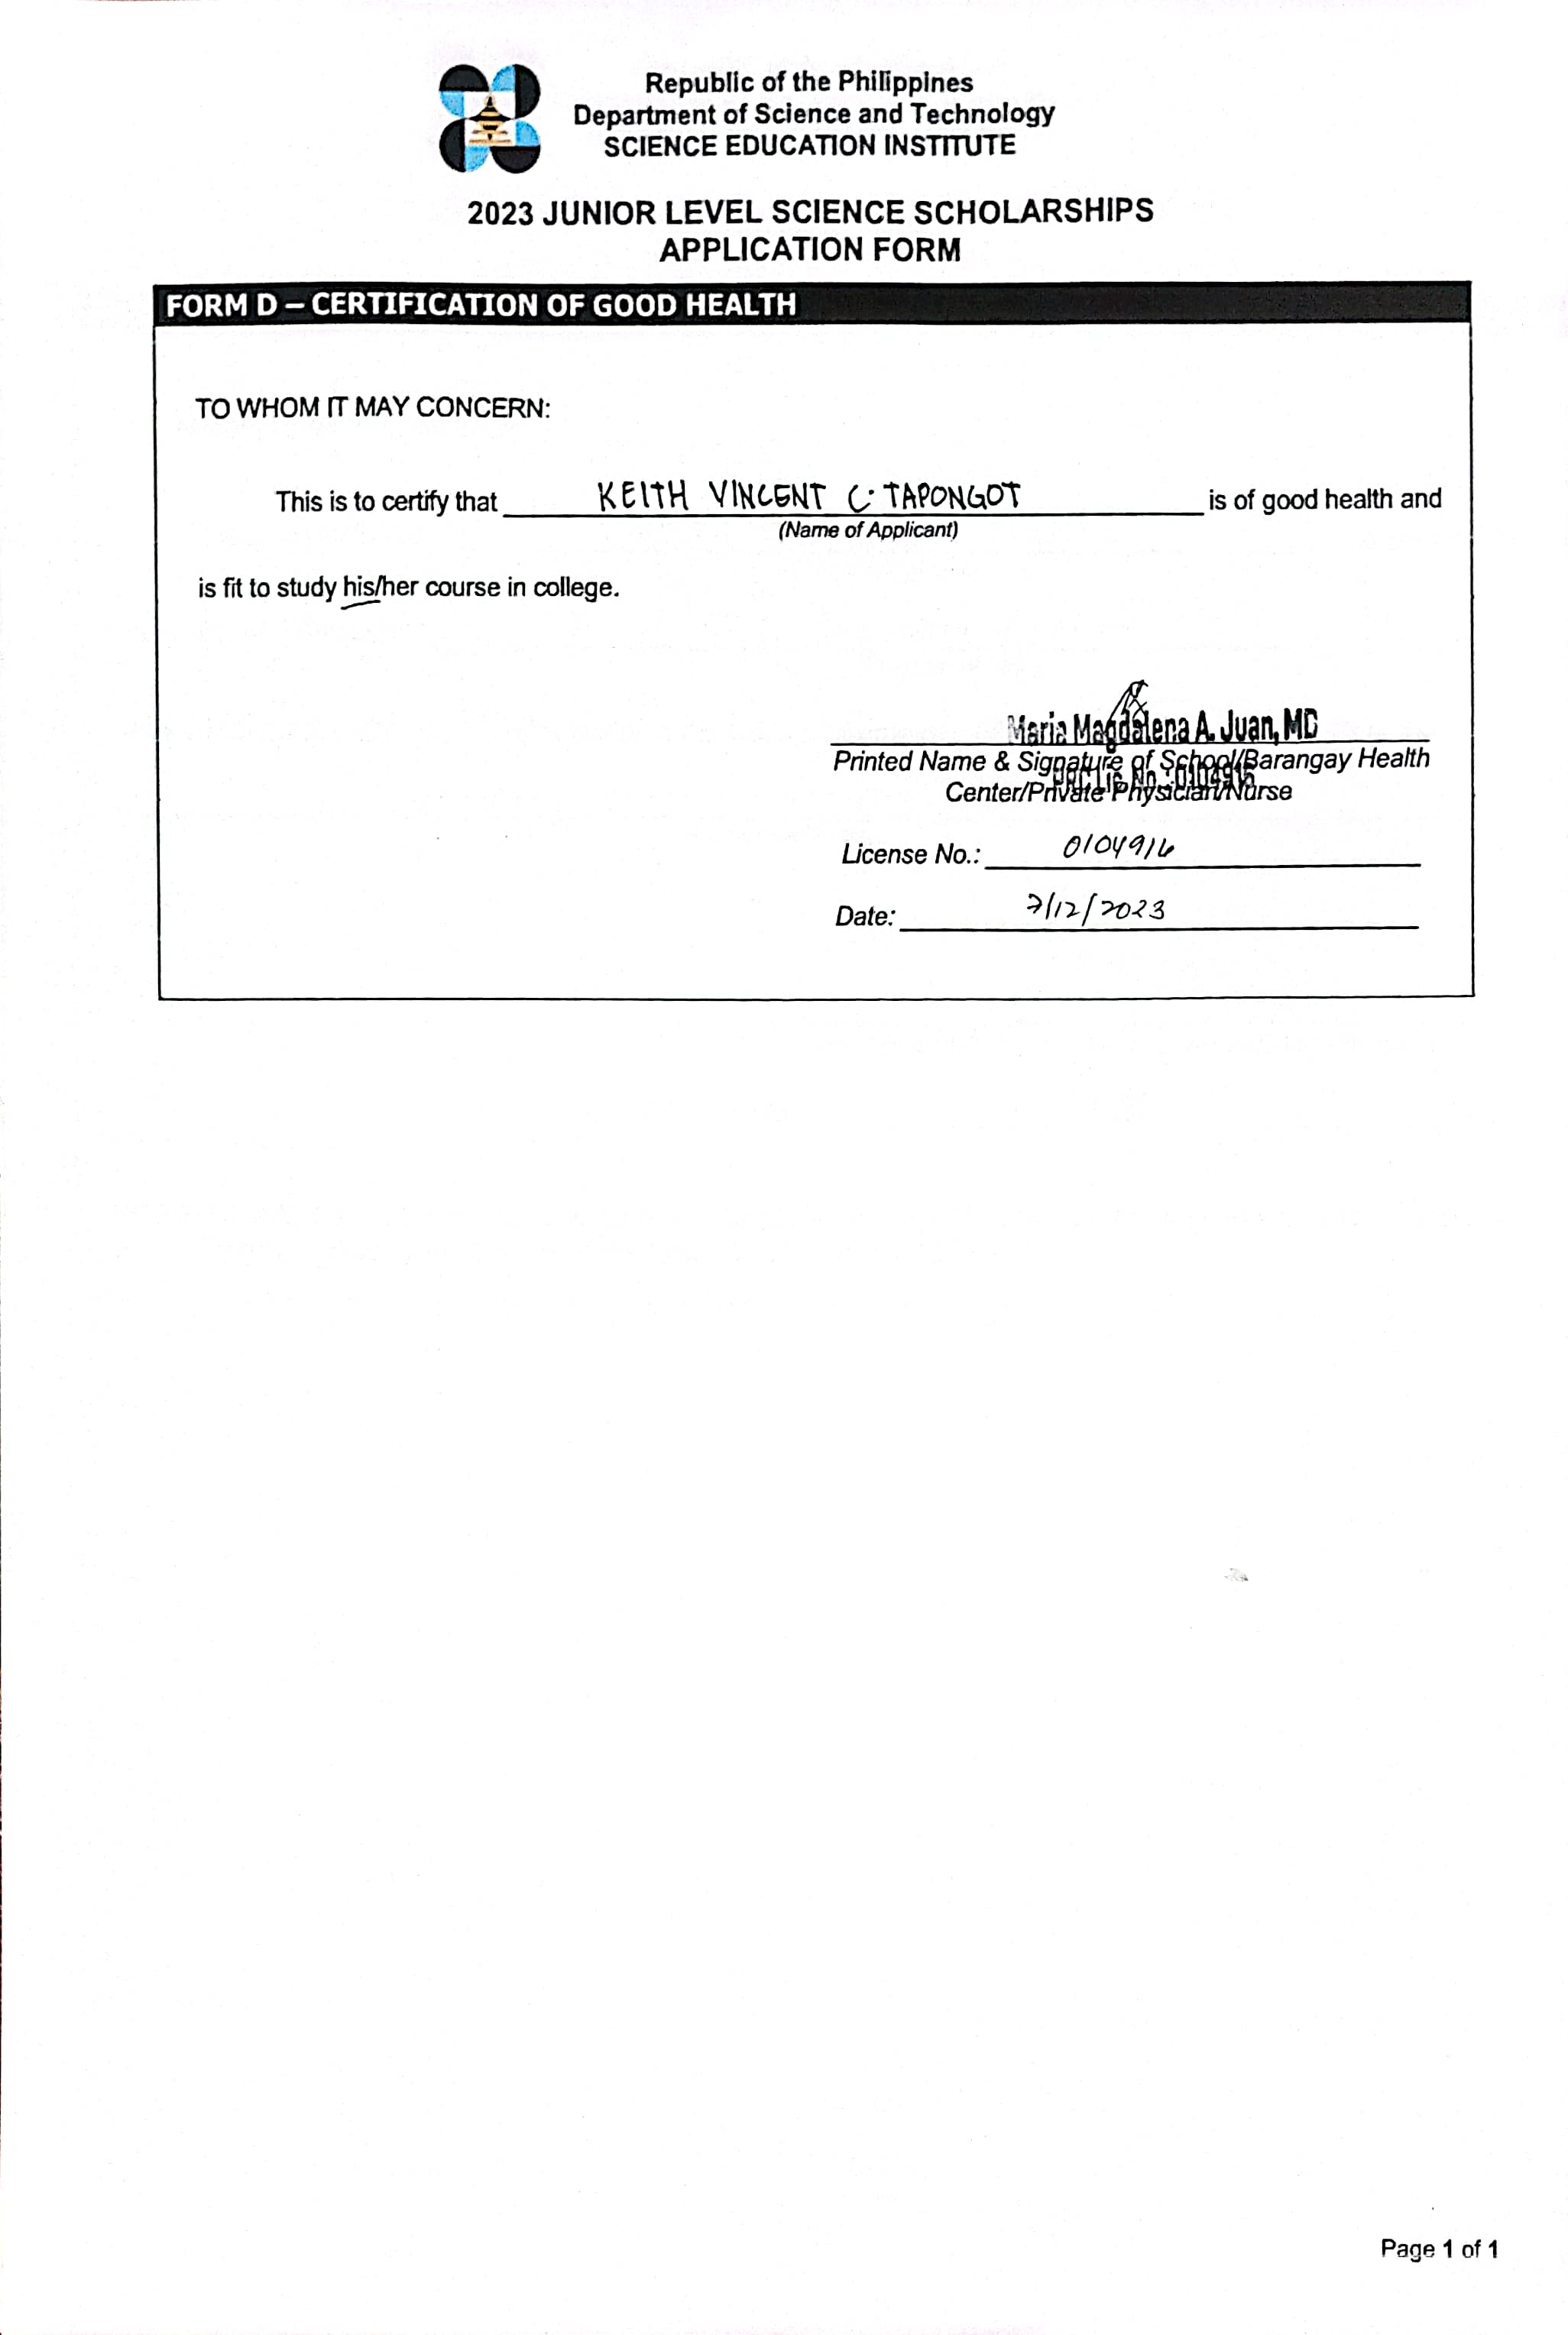 Republic of the Philippines
Department of Science and Technology
SCIENCE EDUCATION INSTITUTE
2023 JUNIOR LEVEL SCIENCE SCHOLARSHIPS
APPLICATION FORM
FORM D – CERTIFICATION OF GOOD HEALTH
TO WHOM IT MAY CONCERN:
This is to certify that KEITH VINCENT C. TAPONGOT is of good health and
(Name of Applicant)
is fit to study his/her course in college.
Maria Magdalena A. Juan, MD
Printed Name & Signature of School/Barangay Health
PRC Lic No.: 0104916
Center/Private Physician/Nurse
License No.: 0104916
Date: 7/12/2023
Page 1 of 1